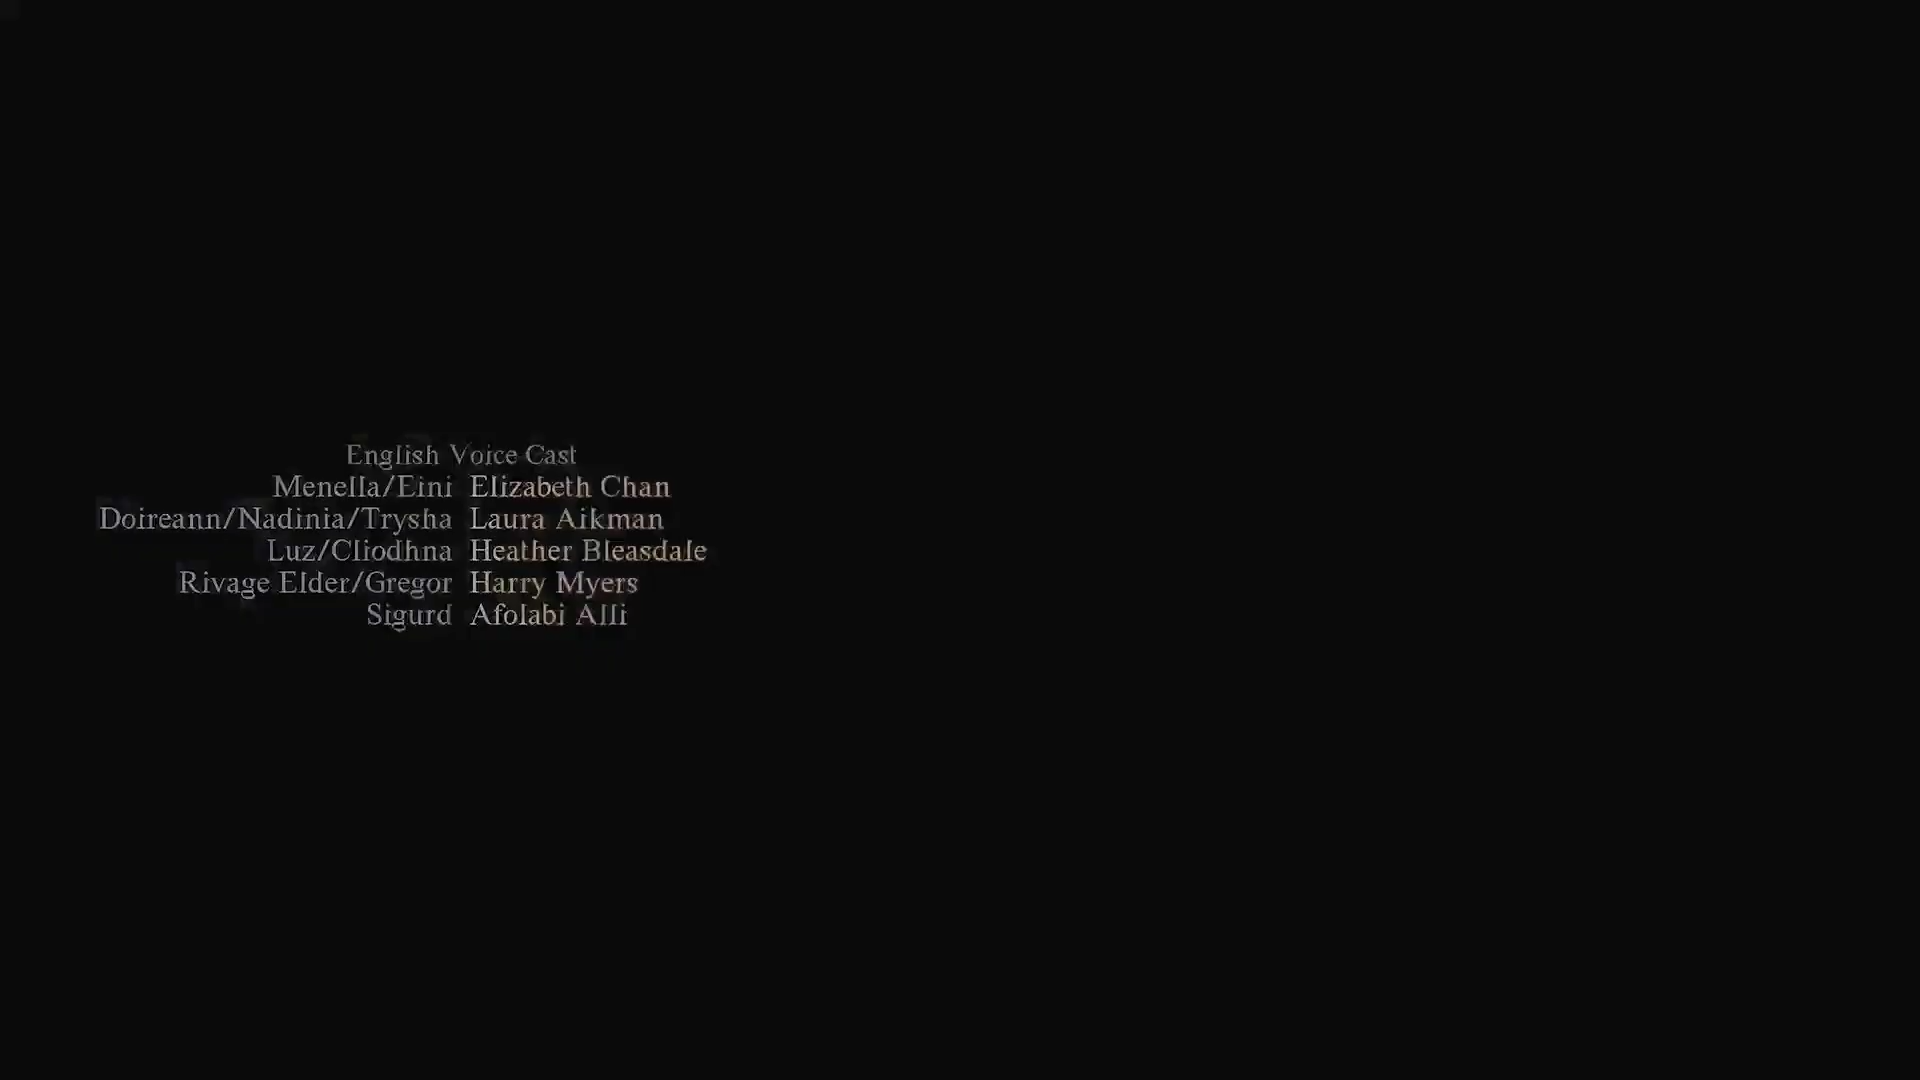 English Voice Cast
Menella/Eini Elizabeth Chan
Doireann/Nadinia/Trysha Laura Aikman
Luz/Cliodhna Heather Bleasdale
Rivage Elder/Gregor Harry Myers
Sigurd Afolabi Alli